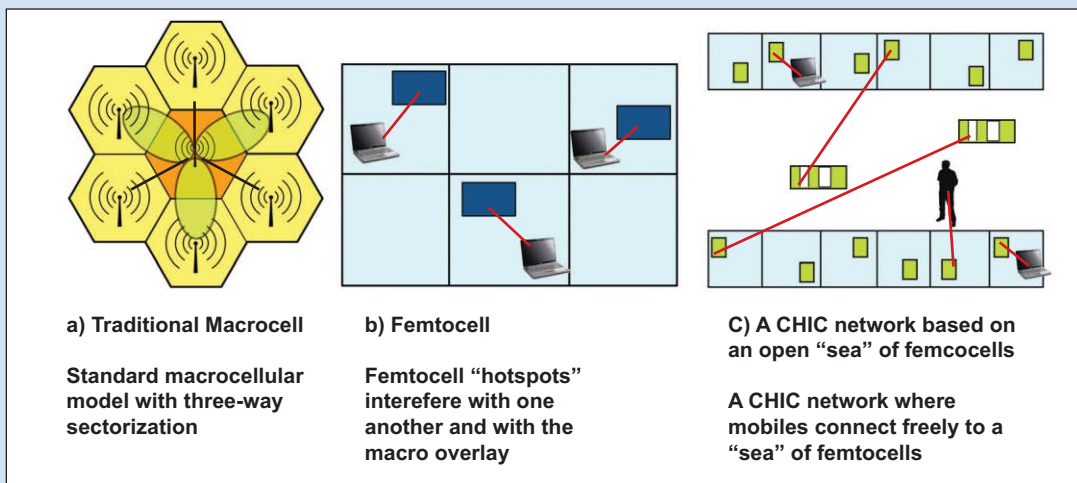 a) Traditional Macrocell
Standard macrocellular
model with three-way
sectorization
b) Femtocell
Femtocell “hotspots”
interefere with one
another and with the
macro overlay
C) A CHIC network based on
an open “sea” of femcocells
A CHIC network where
mobiles connect freely to a
“sea” of femtocells